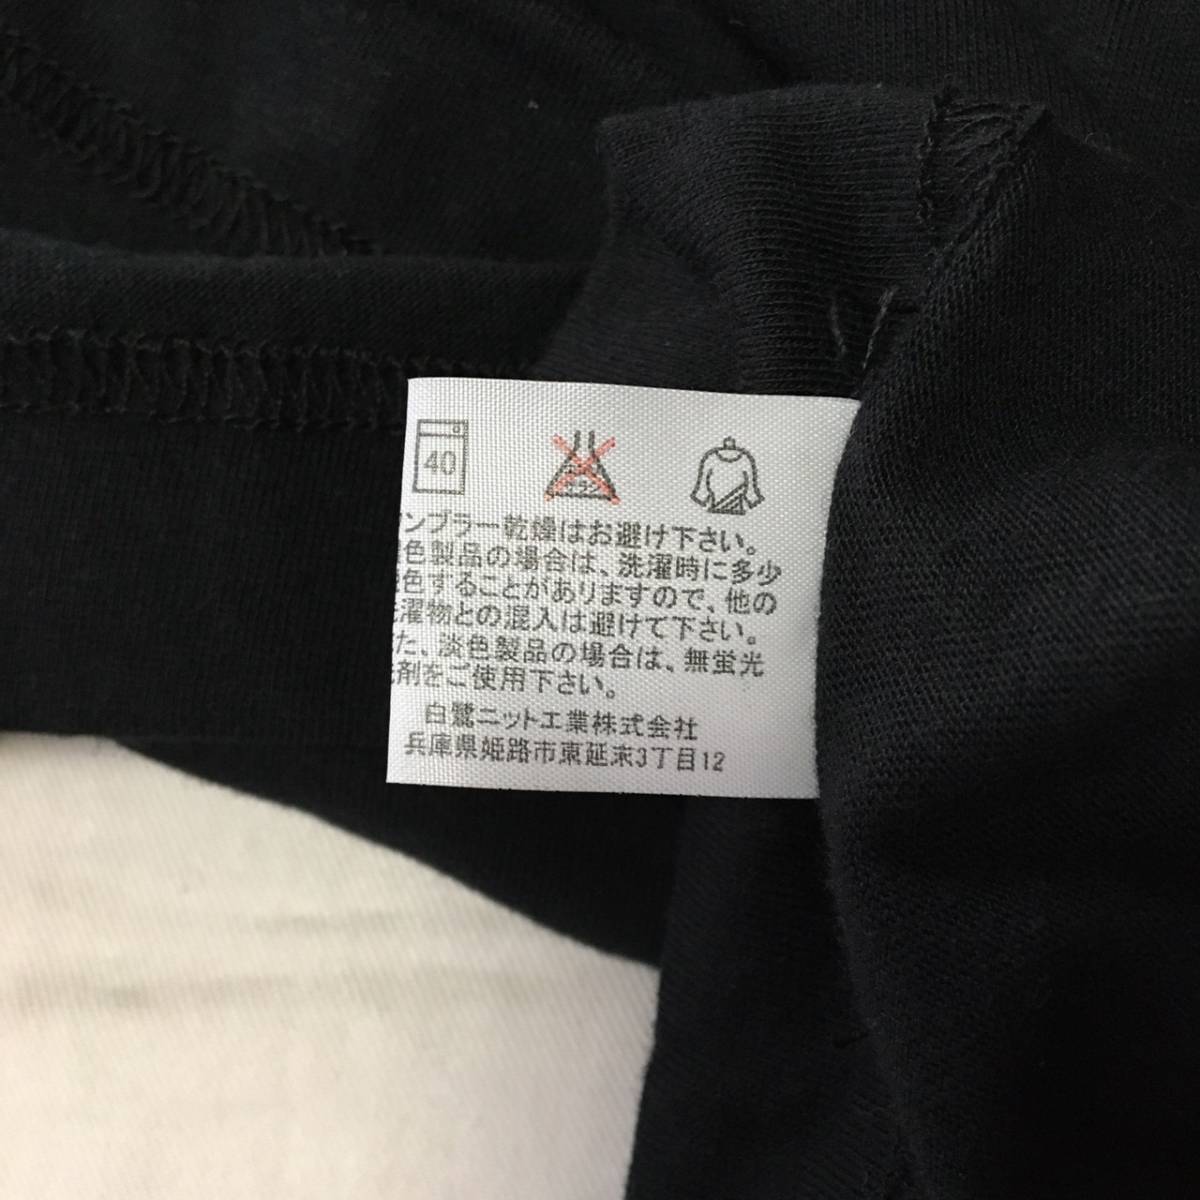 40
ンブラー乾燥はお避け下さい。
色製品の場合は、洗濯時に多少
色することがありますので、他の
濯物との混入は避けて下さい。
た、淡色製品の場合は、無蛍光
剤をご使用下さい。
白鷺ニット工業株式会社
兵庫県姫路市東延末3丁目12